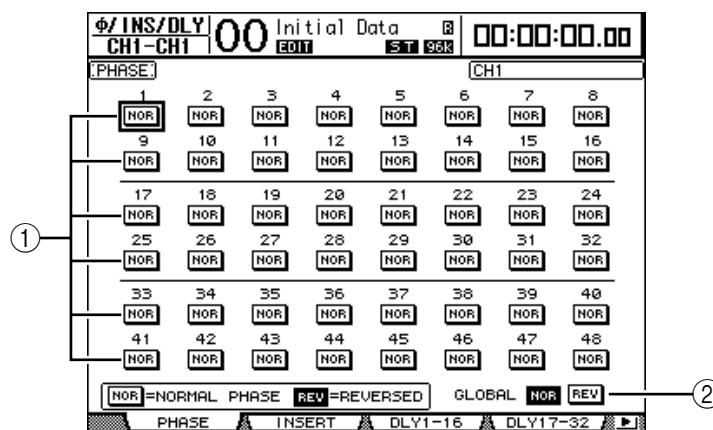 Φ/ INS/DLY 00 Initial Data R 00:00:00.00
CH1-CH1 EDIT ST 96K
PHASE CH1
1 2 3 4 5 6 7 8
NOR NOR NOR NOR NOR NOR NOR NOR
9 10 11 12 13 14 15 16
NOR NOR NOR NOR NOR NOR NOR NOR
17 18 19 20 21 22 23 24
NOR NOR NOR NOR NOR NOR NOR NOR
① 25 26 27 28 29 30 31 32
NOR NOR NOR NOR NOR NOR NOR NOR
33 34 35 36 37 38 39 40
NOR NOR NOR NOR NOR NOR NOR NOR
41 42 43 44 45 46 47 48
NOR NOR NOR NOR NOR NOR NOR NOR
NOR=NORMAL PHASE REV=REVERSED GLOBAL NOR REV ②
PHASE INSERT DLY1-16 DLY17-32